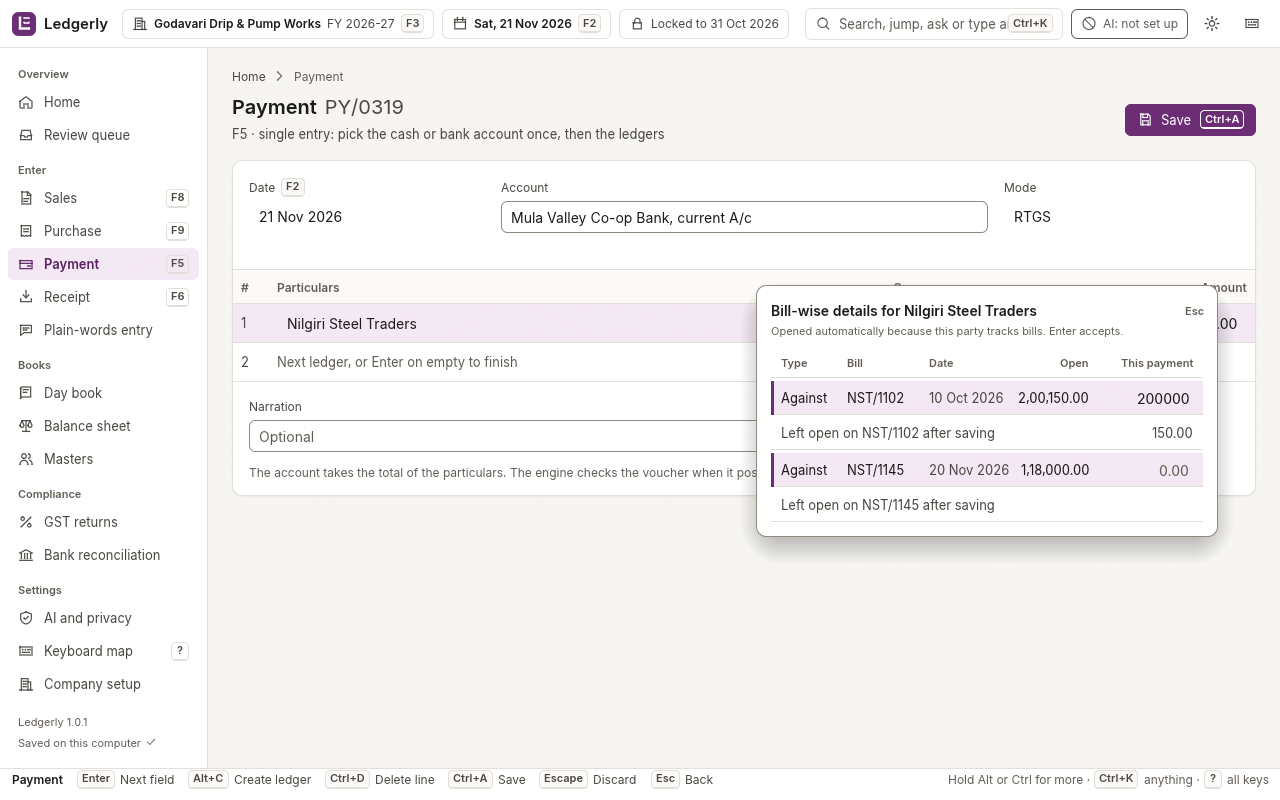 Ledgerly
Godavari Drip & Pump Works FY 2026-27 F3
Sat, 21 Nov 2026 F2
Locked to 31 Oct 2026
Search, jump, ask or type a Ctrl+K
AI: not set up
Overview
Home
Review queue
Enter
Sales F8
Purchase F9
Payment F5
Receipt F6
Plain-words entry
Books
Day book
Balance sheet
Masters
Compliance
GST returns
Bank reconciliation
Settings
AI and privacy
Keyboard map ?
Company setup
Ledgerly 1.0.1
Saved on this computer
Home > Payment
Payment PY/0319
F5 · single entry: pick the cash or bank account once, then the ledgers
Save Ctrl+A
Date F2 Account Mode
21 Nov 2026 Mula Valley Co-op Bank, current A/c RTGS
# Particulars
1 Nilgiri Steel Traders .00
2 Next ledger, or Enter on empty to finish
Narration
Optional
The account takes the total of the particulars. The engine checks the voucher when it pos
Bill-wise details for Nilgiri Steel Traders Esc
Opened automatically because this party tracks bills. Enter accepts.
Type Bill Date Open This payment
Against NST/1102 10 Oct 2026 2,00,150.00 200000
Left open on NST/1102 after saving 150.00
Against NST/1145 20 Nov 2026 1,18,000.00 0.00
Left open on NST/1145 after saving
Payment Enter Next field Alt+C Create ledger Ctrl+D Delete line Ctrl+A Save Escape Discard Esc Back
Hold Alt or Ctrl for more · Ctrl+K anything · ? all keys